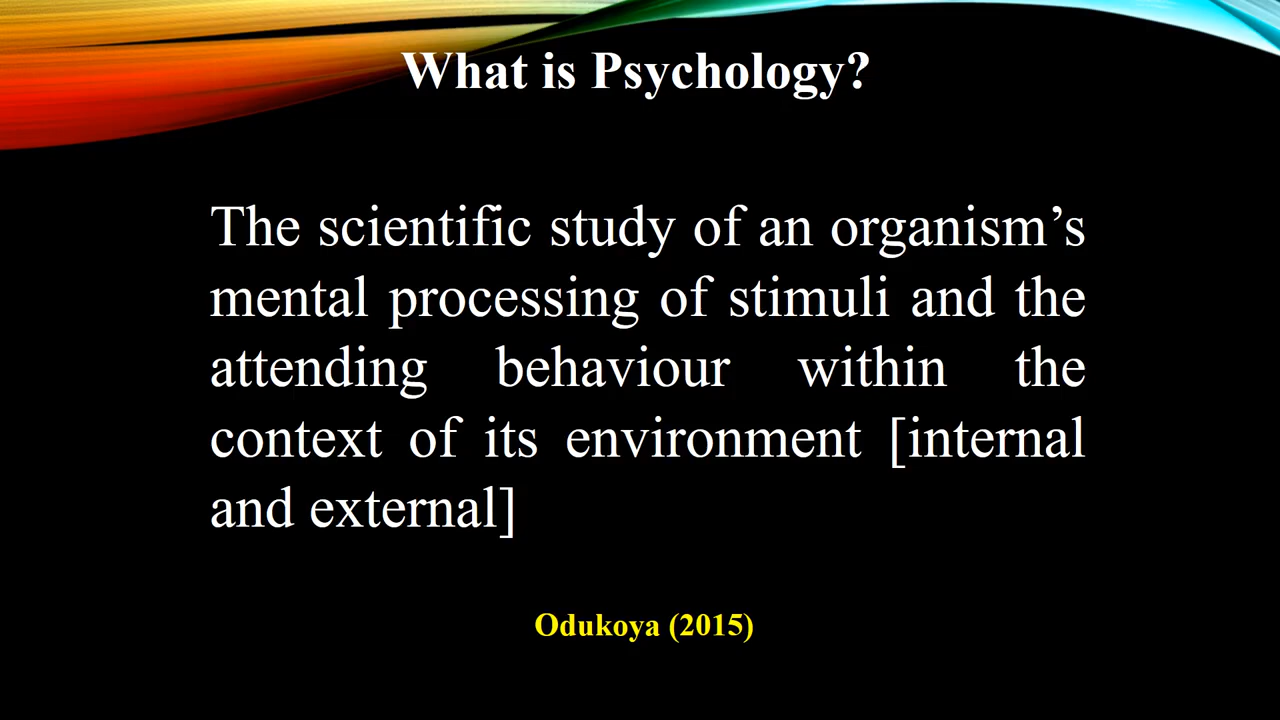 What is Psychology?
The scientific study of an organism’s
mental processing of stimuli and the
attending behaviour within the
context of its environment [internal
and external]
Odukoya (2015)